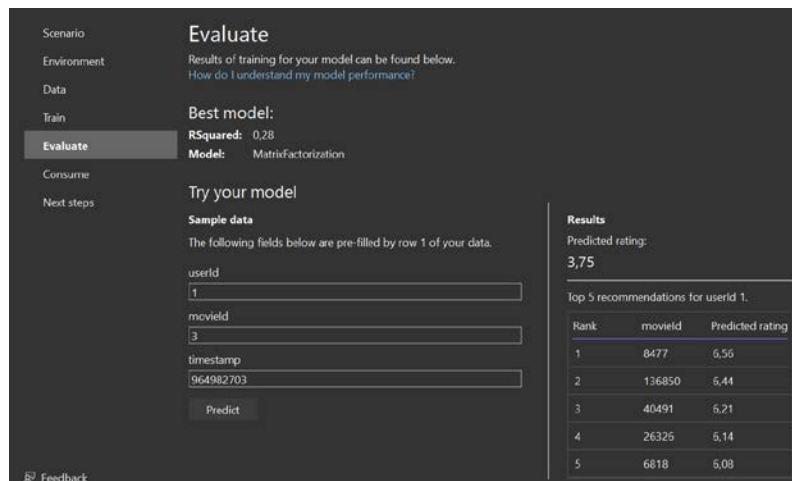 Scenario
Environment
Data
Train
Evaluate
Consume
Next steps
Feedback
Evaluate
Results of training for your model can be found below.
How do I understand my model performance?
Best model:
RSquared: 0,28
Model: MatrixFactorization
Try your model
Sample data
The following fields below are pre-filled by row 1 of your data.
userId
1
movieId
3
timestamp
964982703
Predict
Results
Predicted rating:
3,75
Top 5 recommendations for userId 1.
Rank movieId Predicted rating
1 8477 6,56
2 136850 6,44
3 40491 6,21
4 26326 6,14
5 6818 6,08